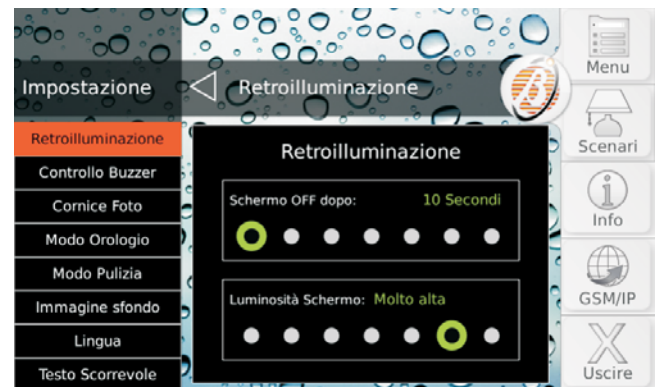 Impostazione
Retroilluminazione
Retroilluminazione
Controllo Buzzer
Cornice Foto
Modo Orologio
Modo Pulizia
Immagine sfondo
Lingua
Testo Scorrevole
Retroilluminazione
Schermo OFF dopo: 10 Secondi
Luminosità Schermo: Molto alta
B
Menu
Scenari
i
Info
GSM/IP
X
Uscire